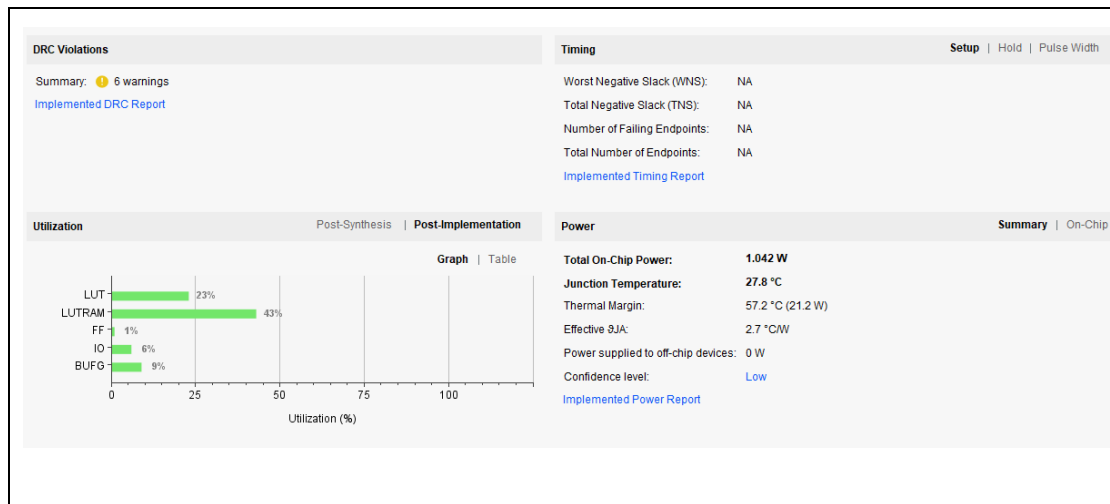 DRC Violations
Summary: 6 warnings
Implemented DRC Report
Timing
Setup | Hold | Pulse Width
Worst Negative Slack (WNS): NA
Total Negative Slack (TNS): NA
Number of Failing Endpoints: NA
Total Number of Endpoints: NA
Implemented Timing Report
Utilization
Post-Synthesis | Post-Implementation
Graph | Table
LUT 23%
LUTRAM 43%
FF 1%
IO 6%
BUFG 9%
0 25 50 75 100
Utilization (%)
Power
Summary | On-Chip
Total On-Chip Power: 1.042 W
Junction Temperature: 27.8 °C
Thermal Margin: 57.2 °C (21.2 W)
Effective ϑJA: 2.7 °C/W
Power supplied to off-chip devices: 0 W
Confidence level: Low
Implemented Power Report